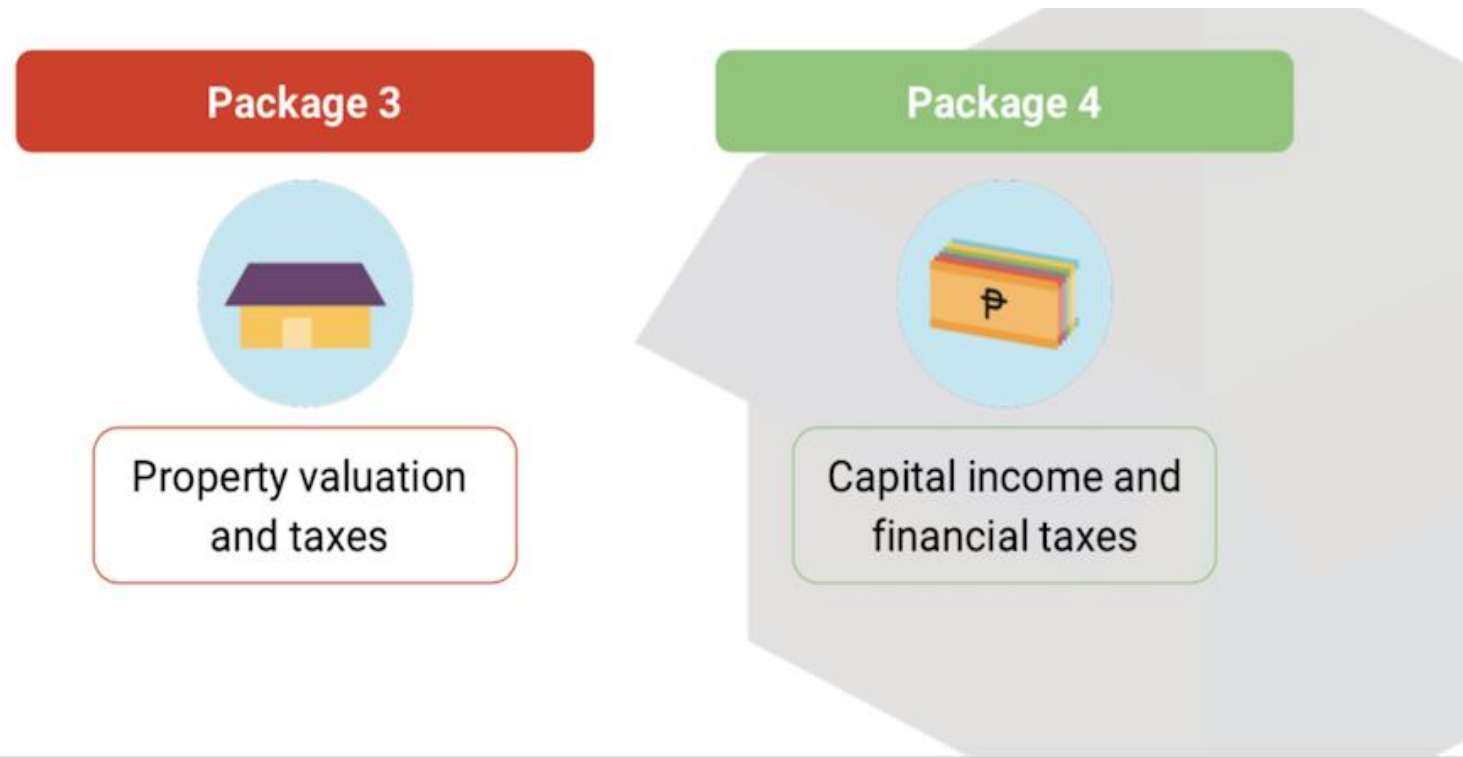 Package 3
Package 4
₱
Property valuation
and taxes
Capital income and
financial taxes